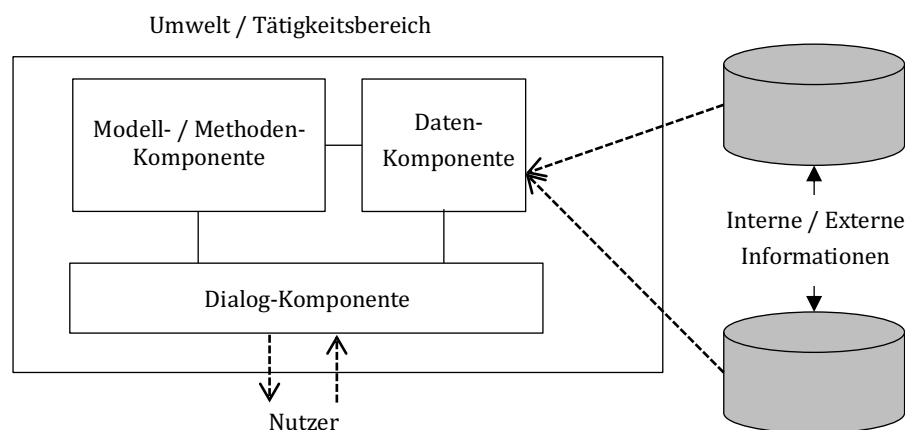 Umwelt / Tätigkeitsbereich
Modell- / Methoden-
Komponente
Daten-
Komponente
Interne / Externe
Informationen
Dialog-Komponente
Nutzer